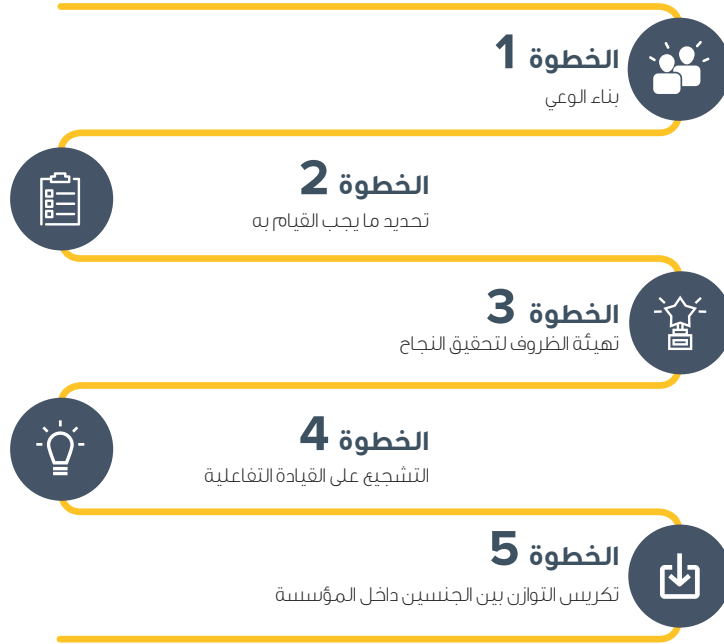 الخطوة 1
بناء الوعي
الخطوة 2
تحديد ما يجب القيام به
الخطوة 3
تهيئة الظروف لتحقيق النجاح
الخطوة 4
التشجيع على القيادة التفاعلية
الخطوة 5
تكريس التوازن بين الجنسين داخل المؤسسة